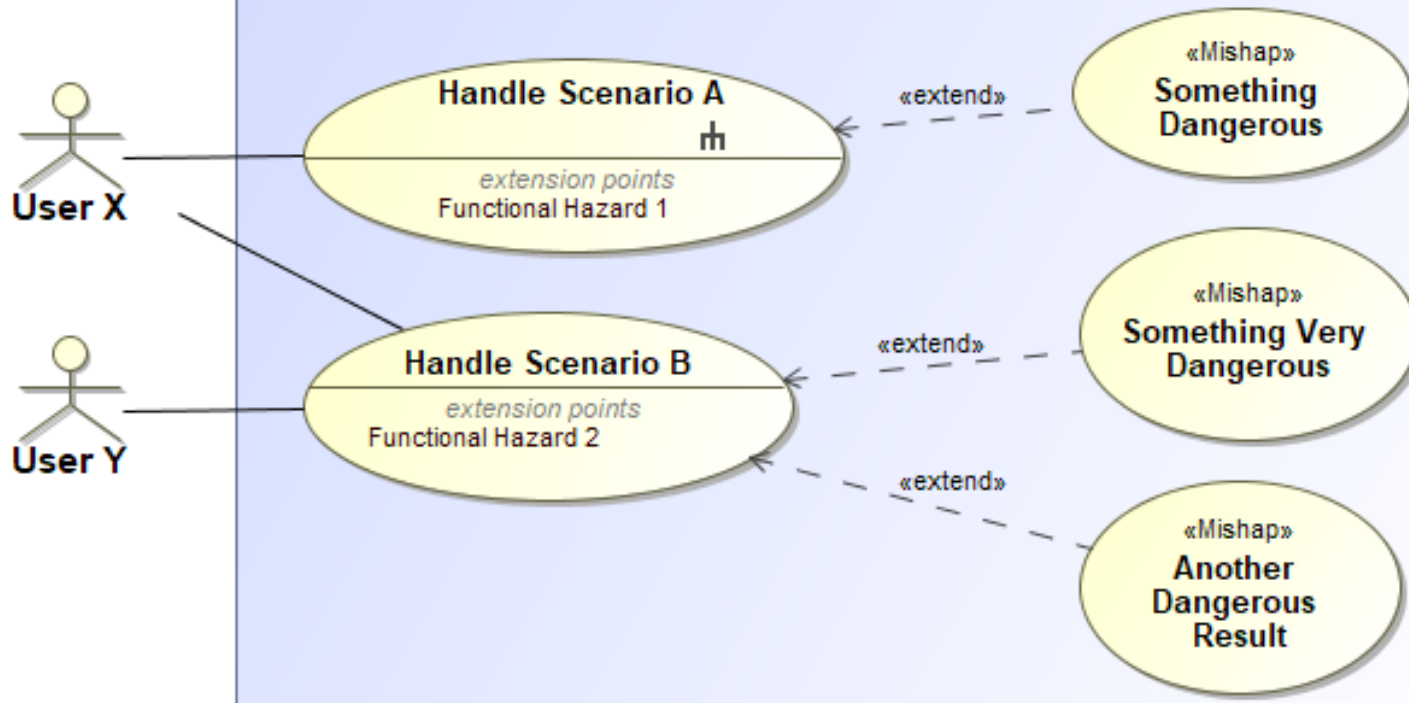 User X
User Y
Handle Scenario A
extension points
Functional Hazard 1
Handle Scenario B
extension points
Functional Hazard 2
«extend»
«extend»
«extend»
«Mishap»
Something
Dangerous
«Mishap»
Something Very
Dangerous
«Mishap»
Another
Dangerous
Result